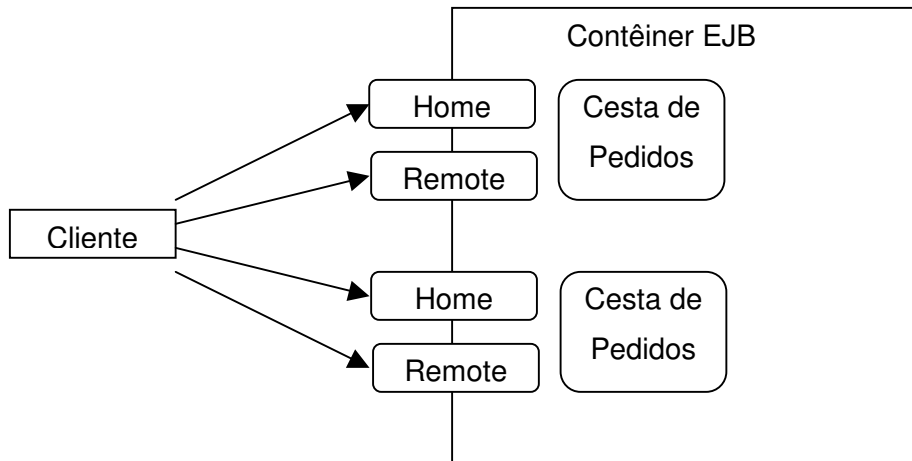 Contêiner EJB
Home
Cesta de
Pedidos
Remote
Cliente
Home
Cesta de
Pedidos
Remote